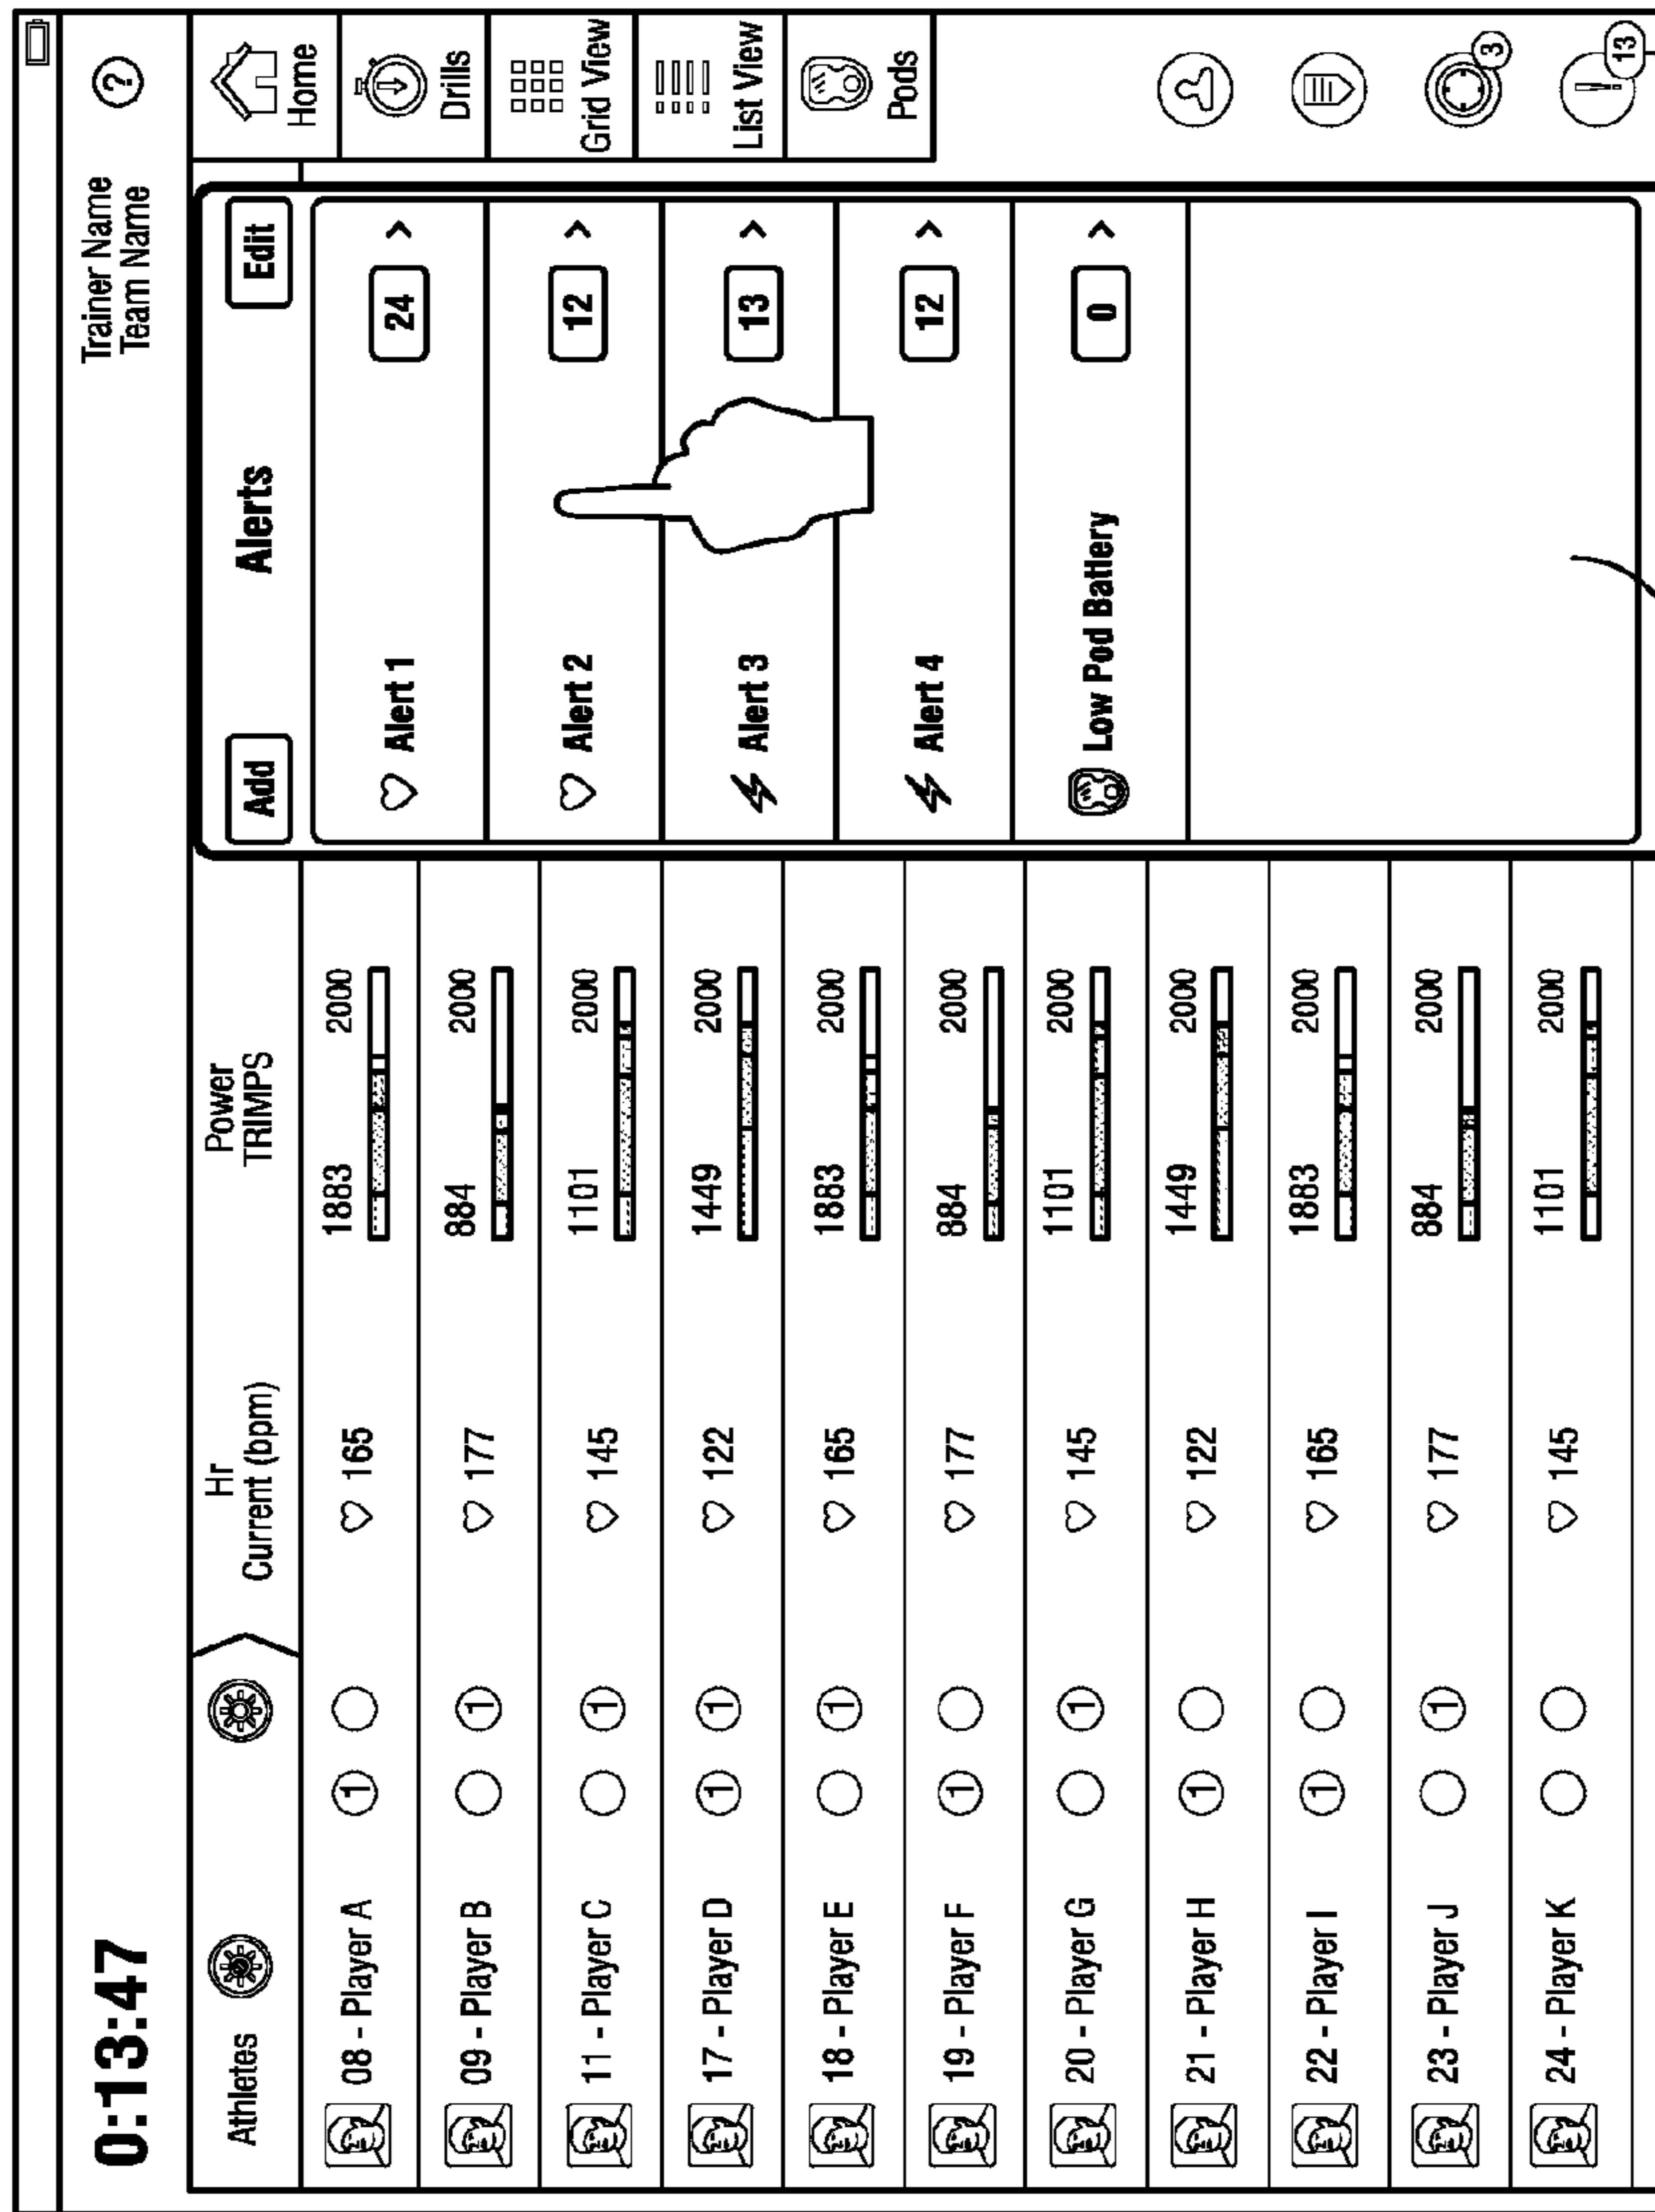 0:13:47
Trainer Name
Team Name
?
Athletes
Hr
Current (bpm)
Power
TRIMPS
08 - Player A 1 165 1883 2000
09 - Player B 1 177 884 2000
11 - Player C 1 145 1101 2000
17 - Player D 1 1 122 1449 2000
18 - Player E 1 165 1883 2000
19 - Player F 1 177 884 2000
20 - Player G 1 145 1101 2000
21 - Player H 1 122 1449 2000
22 - Player I 1 165 1883 2000
23 - Player J 1 177 884 2000
24 - Player K 145 1101 2000
Add Alerts Edit
Alert 1 24 >
Alert 2 12 >
Alert 3 13 >
Alert 4 12 >
Low Pod Battery 0 >
Home
Drills
Grid View
List View
Pods
3
13